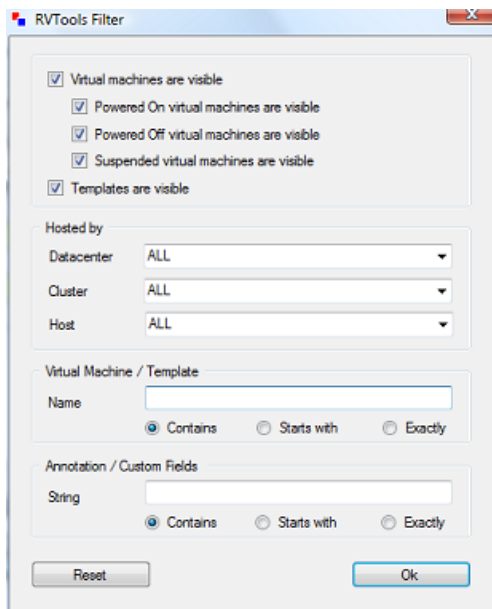 RVTools Filter
Virtual machines are visible
Powered On virtual machines are visible
Powered Off virtual machines are visible
Suspended virtual machines are visible
Templates are visible
Hosted by
Datacenter ALL
Cluster ALL
Host ALL
Virtual Machine / Template
Name
Contains Starts with Exactly
Annotation / Custom Fields
String
Contains Starts with Exactly
Reset Ok